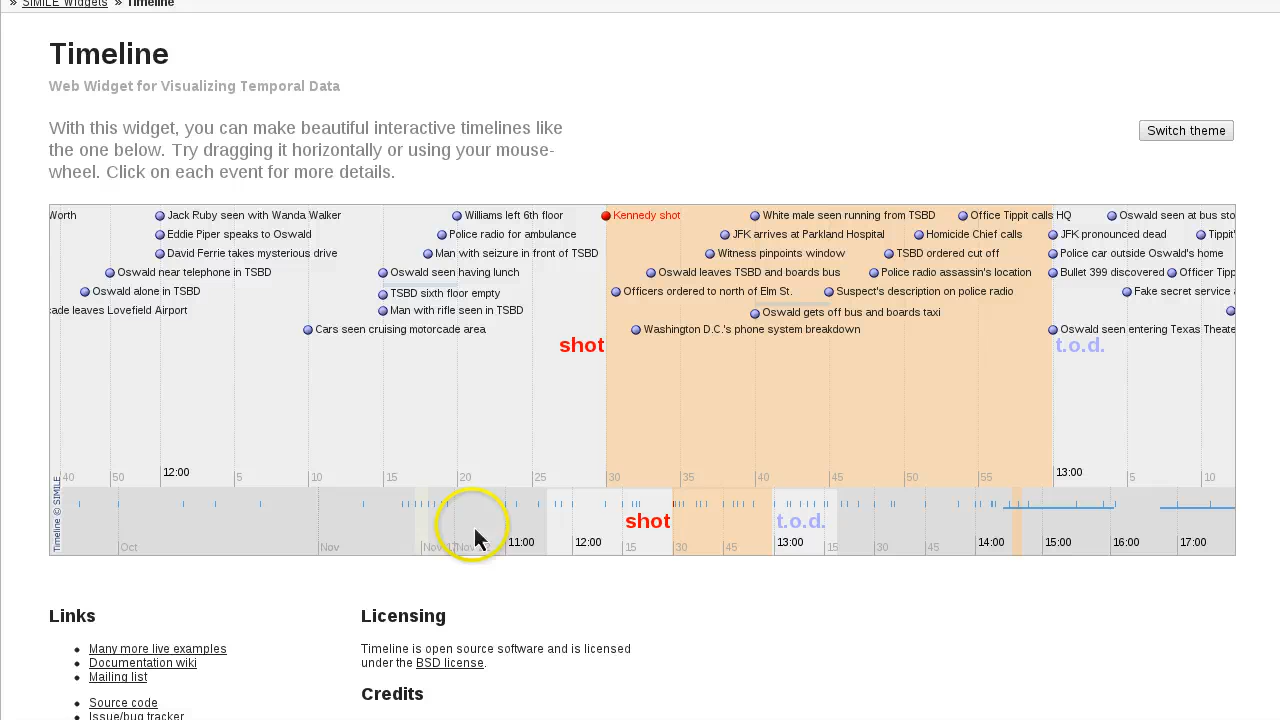 » SIMILE Widgets » Timeline
Timeline
Web Widget for Visualizing Temporal Data
With this widget, you can make beautiful interactive timelines like
the one below. Try dragging it horizontally or using your mouse-
wheel. Click on each event for more details.
Switch theme
Worth Jack Ruby seen with Wanda Walker Williams left 6th floor Kennedy shot White male seen running from TSBD Office Tippit calls HQ Oswald seen at bus sto
Eddie Piper speaks to Oswald Police radio for ambulance JFK arrives at Parkland Hospital Homicide Chief calls JFK pronounced dead Tippit'
David Ferrie takes mysterious drive Man with seizure in front of TSBD Witness pinpoints window TSBD ordered cut off Police car outside Oswald's home
Oswald near telephone in TSBD Oswald seen having lunch Oswald leaves TSBD and boards bus Police radio assassin's location Bullet 399 discovered Officer Tipp
Oswald alone in TSBD TSBD sixth floor empty Officers ordered to north of Elm St. Suspect's description on police radio Fake secret service
ade leaves Lovefield Airport Man with rifle seen in TSBD Oswald gets off bus and boards taxi
Cars seen cruising motorcade area Washington D.C.'s phone system breakdown Oswald seen entering Texas Theate
shot t.o.d.
40 50 12:00 5 10 15 20 25 30 35 40 45 50 55 13:00 5 10
Timeline © SIMILE
shot t.o.d.
Oct Nov Nov 11:00 12:00 15 30 45 13:00 15 30 45 14:00 15:00 16:00 17:00
Links
Many more live examples
Documentation wiki
Mailing list
Source code
Issue/bug tracker
Licensing
Timeline is open source software and is licensed
under the BSD license.
Credits